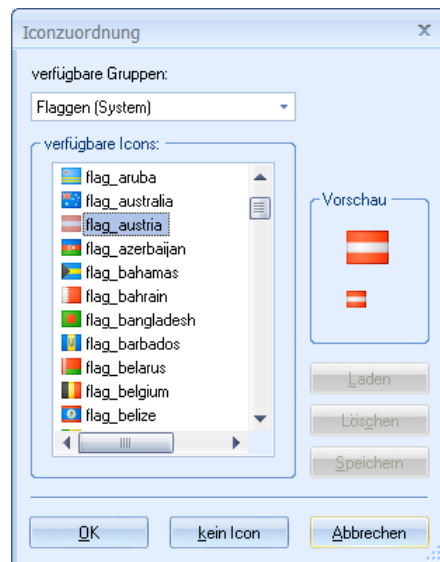 Iconzuordnung
x
verfügbare Gruppen:
Flaggen (System)
verfügbare Icons:
flag_aruba
flag_australia
flag_austria
flag_azerbaijan
flag_bahamas
flag_bahrain
flag_bangladesh
flag_barbados
flag_belarus
flag_belgium
flag_belize
Vorschau
Laden
Löschen
Speichern
OK
kein Icon
Abbrechen